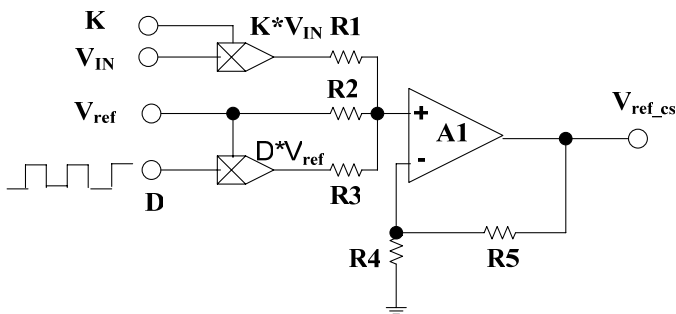 K
K*V_IN R1
V_IN
R2
V_ref
V_ref_cs
+
A1
D*V_ref
-
R3
D
R4
R5